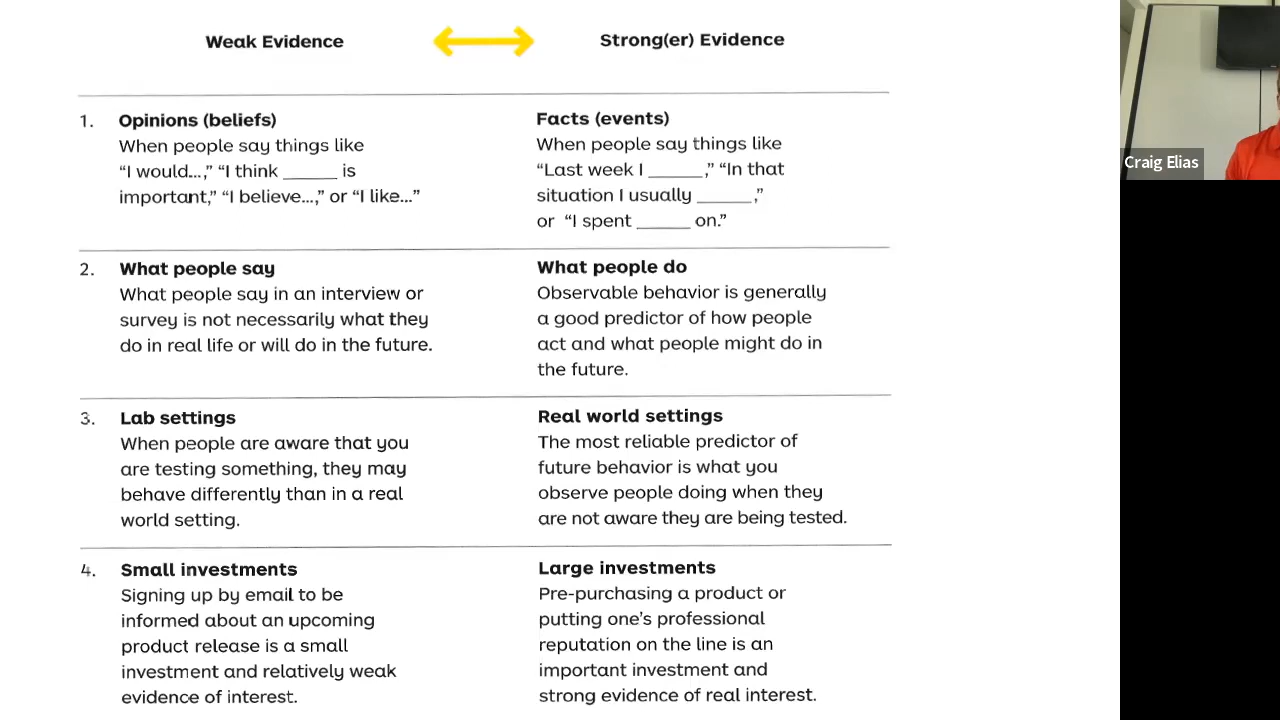 Weak Evidence
Strong(er) Evidence
1. Opinions (beliefs)
When people say things like
“I would...,” “I think _____ is
important,” “I believe...,” or “I like...”
Facts (events)
When people say things like
“Last week I _____,” “In that
situation I usually _____,”
or “I spent _____ on.”
2. What people say
What people say in an interview or
survey is not necessarily what they
do in real life or will do in the future.
What people do
Observable behavior is generally
a good predictor of how people
act and what people might do in
the future.
3. Lab settings
When people are aware that you
are testing something, they may
behave differently than in a real
world setting.
Real world settings
The most reliable predictor of
future behavior is what you
observe people doing when they
are not aware they are being tested.
4. Small investments
Signing up by email to be
informed about an upcoming
product release is a small
investment and relatively weak
evidence of interest.
Large investments
Pre-purchasing a product or
putting one’s professional
reputation on the line is an
important investment and
strong evidence of real interest.
Craig Elias